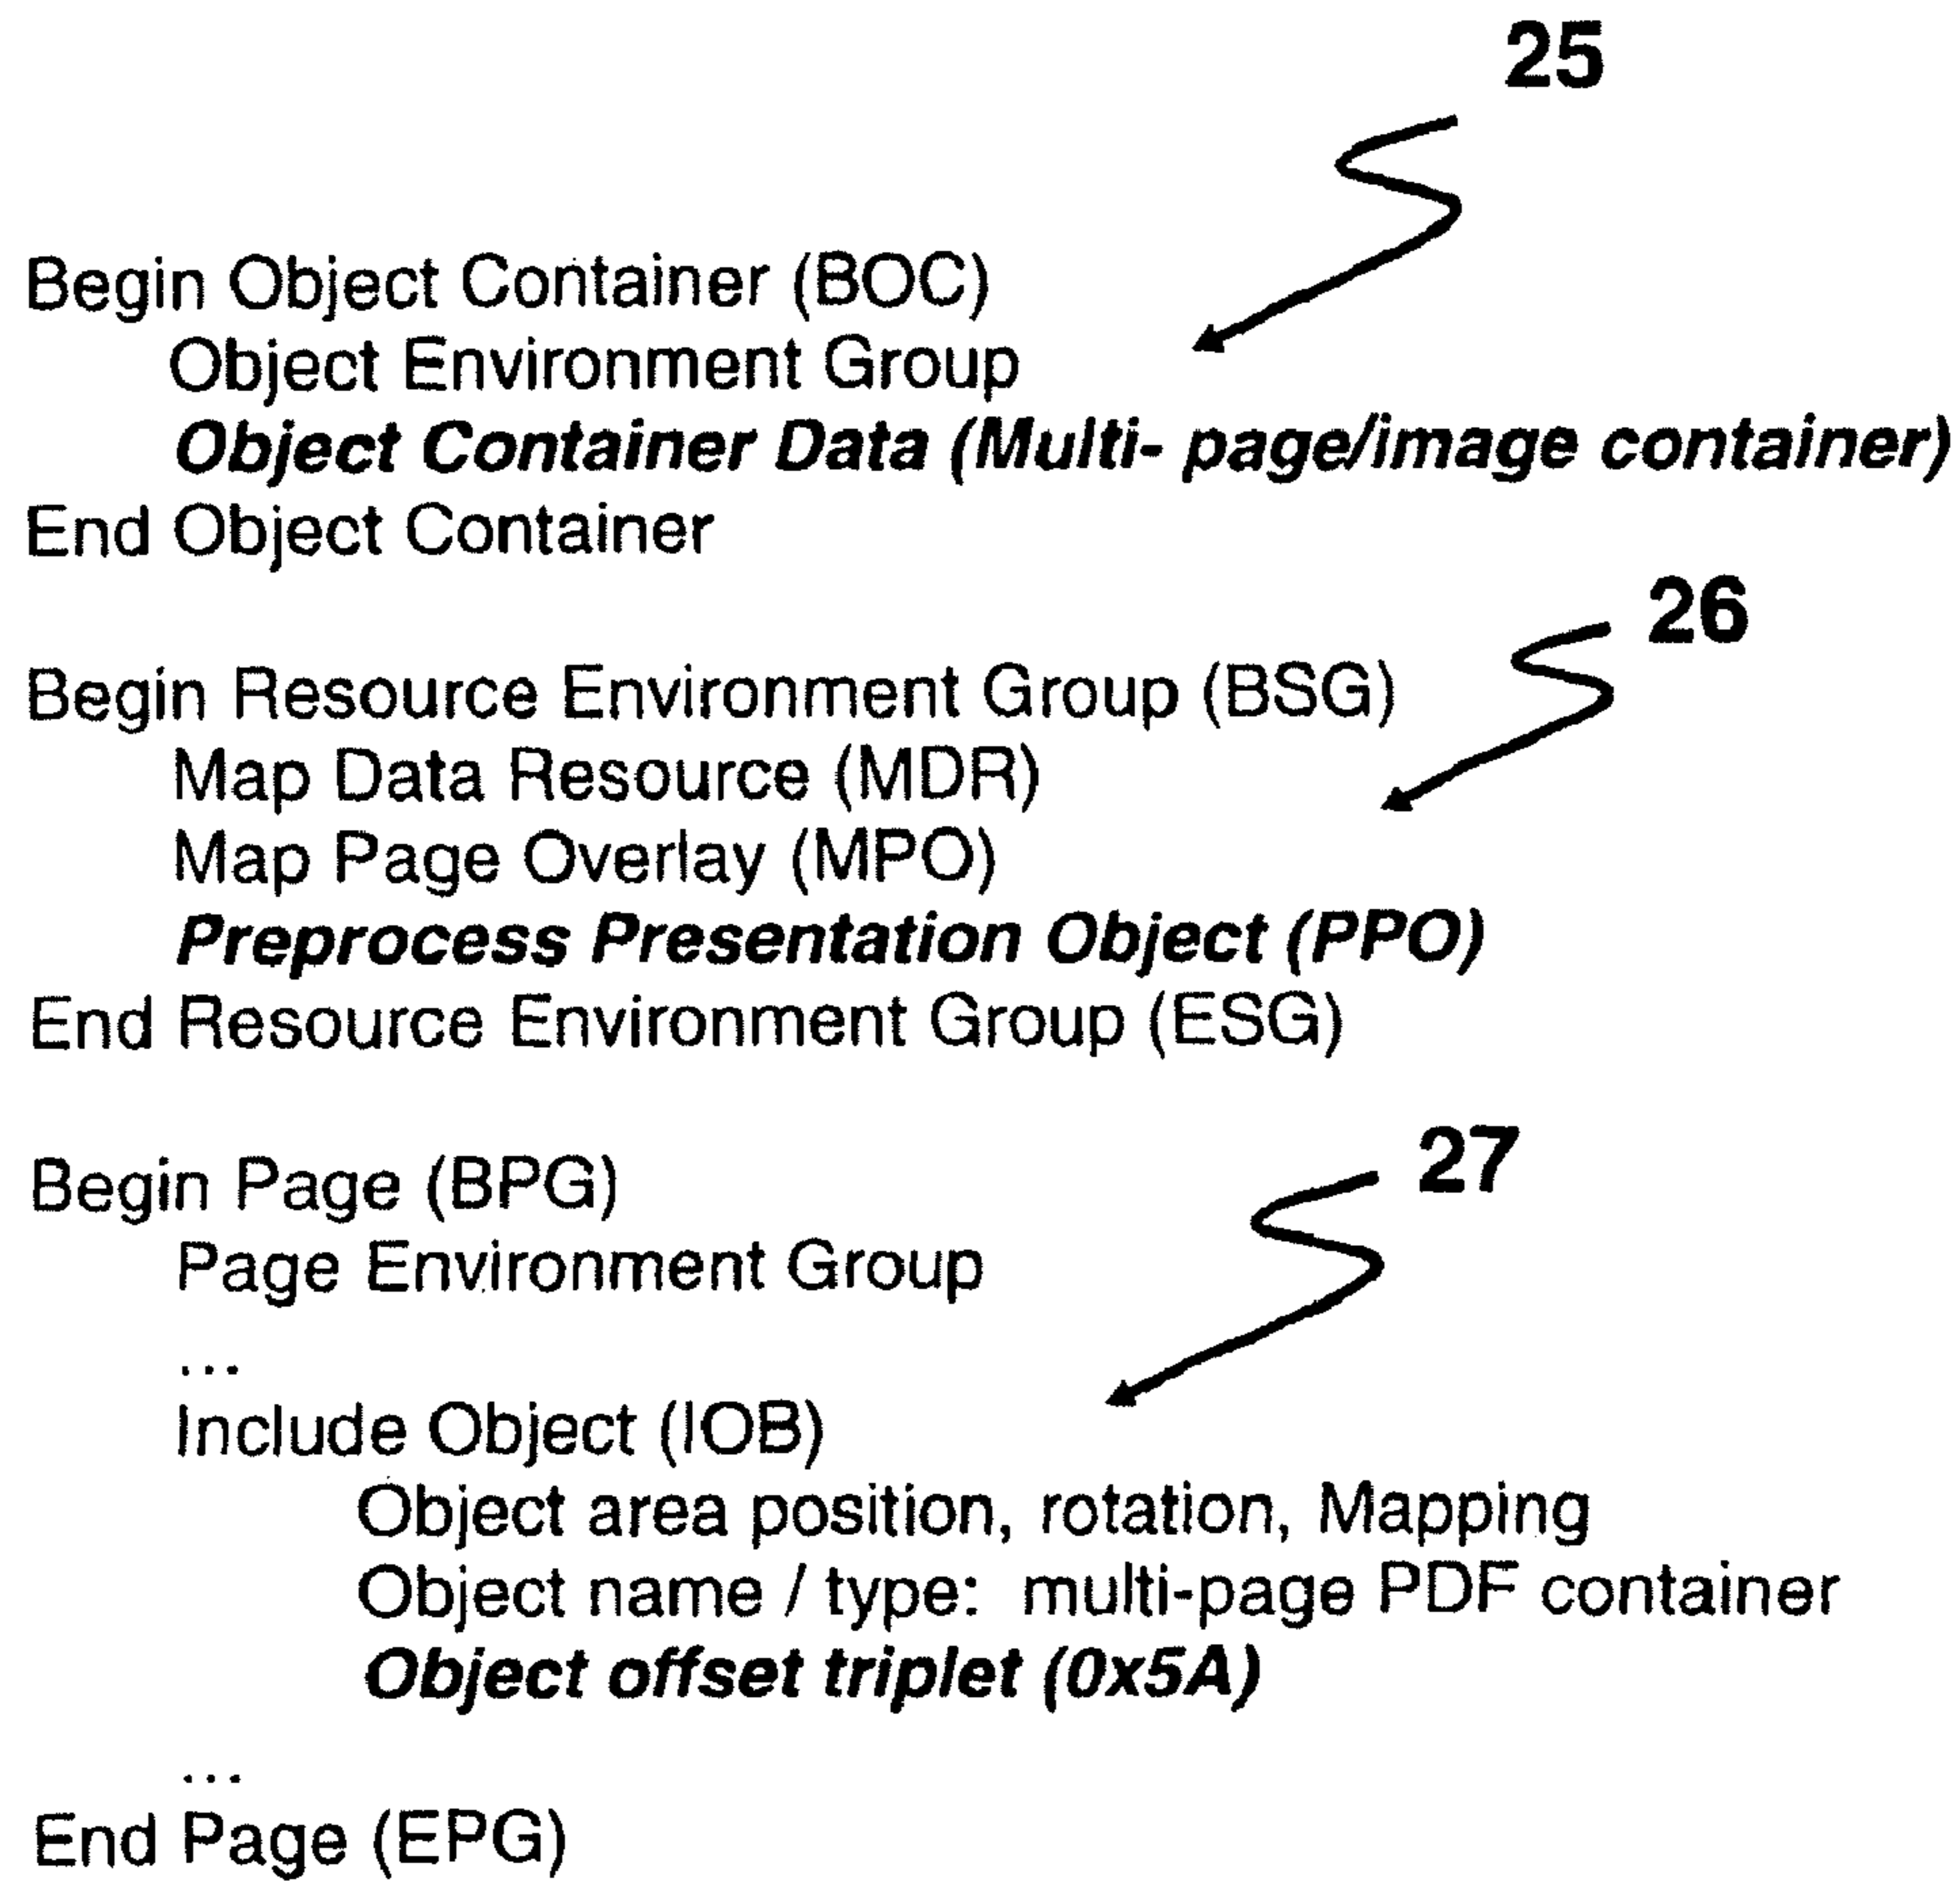 25
Begin Object Container (BOC)
Object Environment Group
Object Container Data (Multi- page/image container)
End Object Container
26
Begin Resource Environment Group (BSG)
Map Data Resource (MDR)
Map Page Overlay (MPO)
Preprocess Presentation Object (PPO)
End Resource Environment Group (ESG)
27
Begin Page (BPG)
Page Environment Group
...
Include Object (IOB)
Object area position, rotation, Mapping
Object name / type: multi-page PDF container
Object offset triplet (0x5A)
...
End Page (EPG)